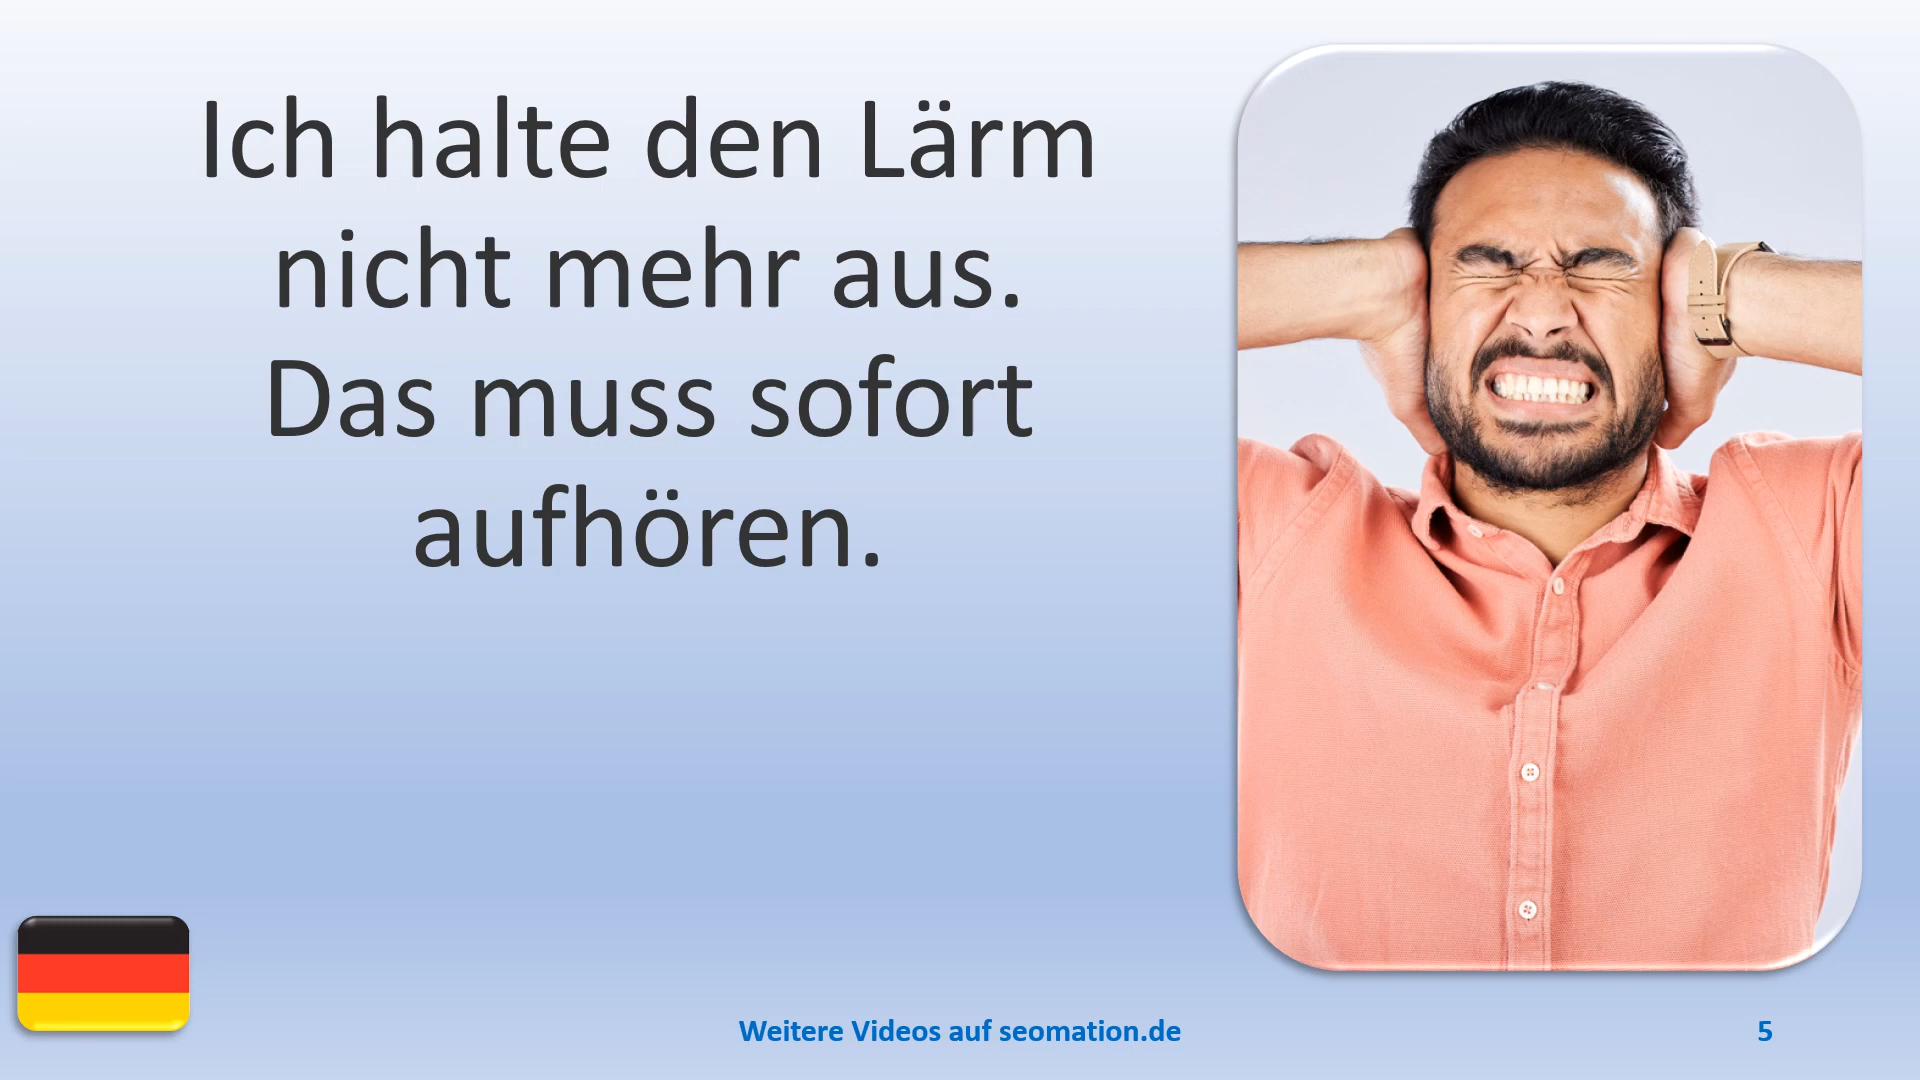 Ich halte den Lärm
nicht mehr aus.
Das muss sofort
aufhören.
Weitere Videos auf seomation.de
5